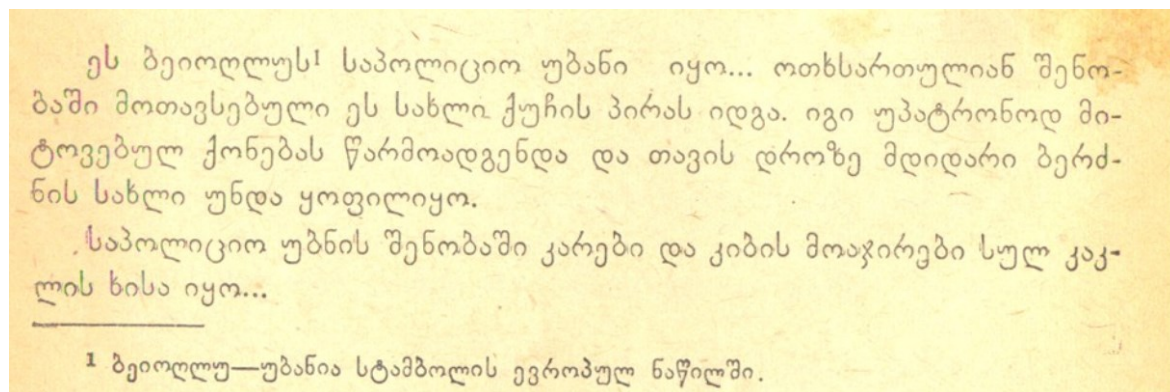 ეს ბეიოღლუს¹ საპოლიციო უბანი იყო... ოთხსართულიან შენო-
ბაში მოთავსებული ეს სახლი ქუჩის პირას იდგა. იგი უპატრონოდ მი-
ტოვებულ ქონებას წარმოადგენდა და თავის დროზე მდიდარი ბერძ-
ნის სახლი უნდა ყოფილიყო.
საპოლიციო უბნის შენობაში კარები და კიბის მოაჯირები სულ კაკ-
ლის ხისა იყო...
1 ბეიოღლუ—უბანია სტამბოლის ევროპულ ნაწილში.